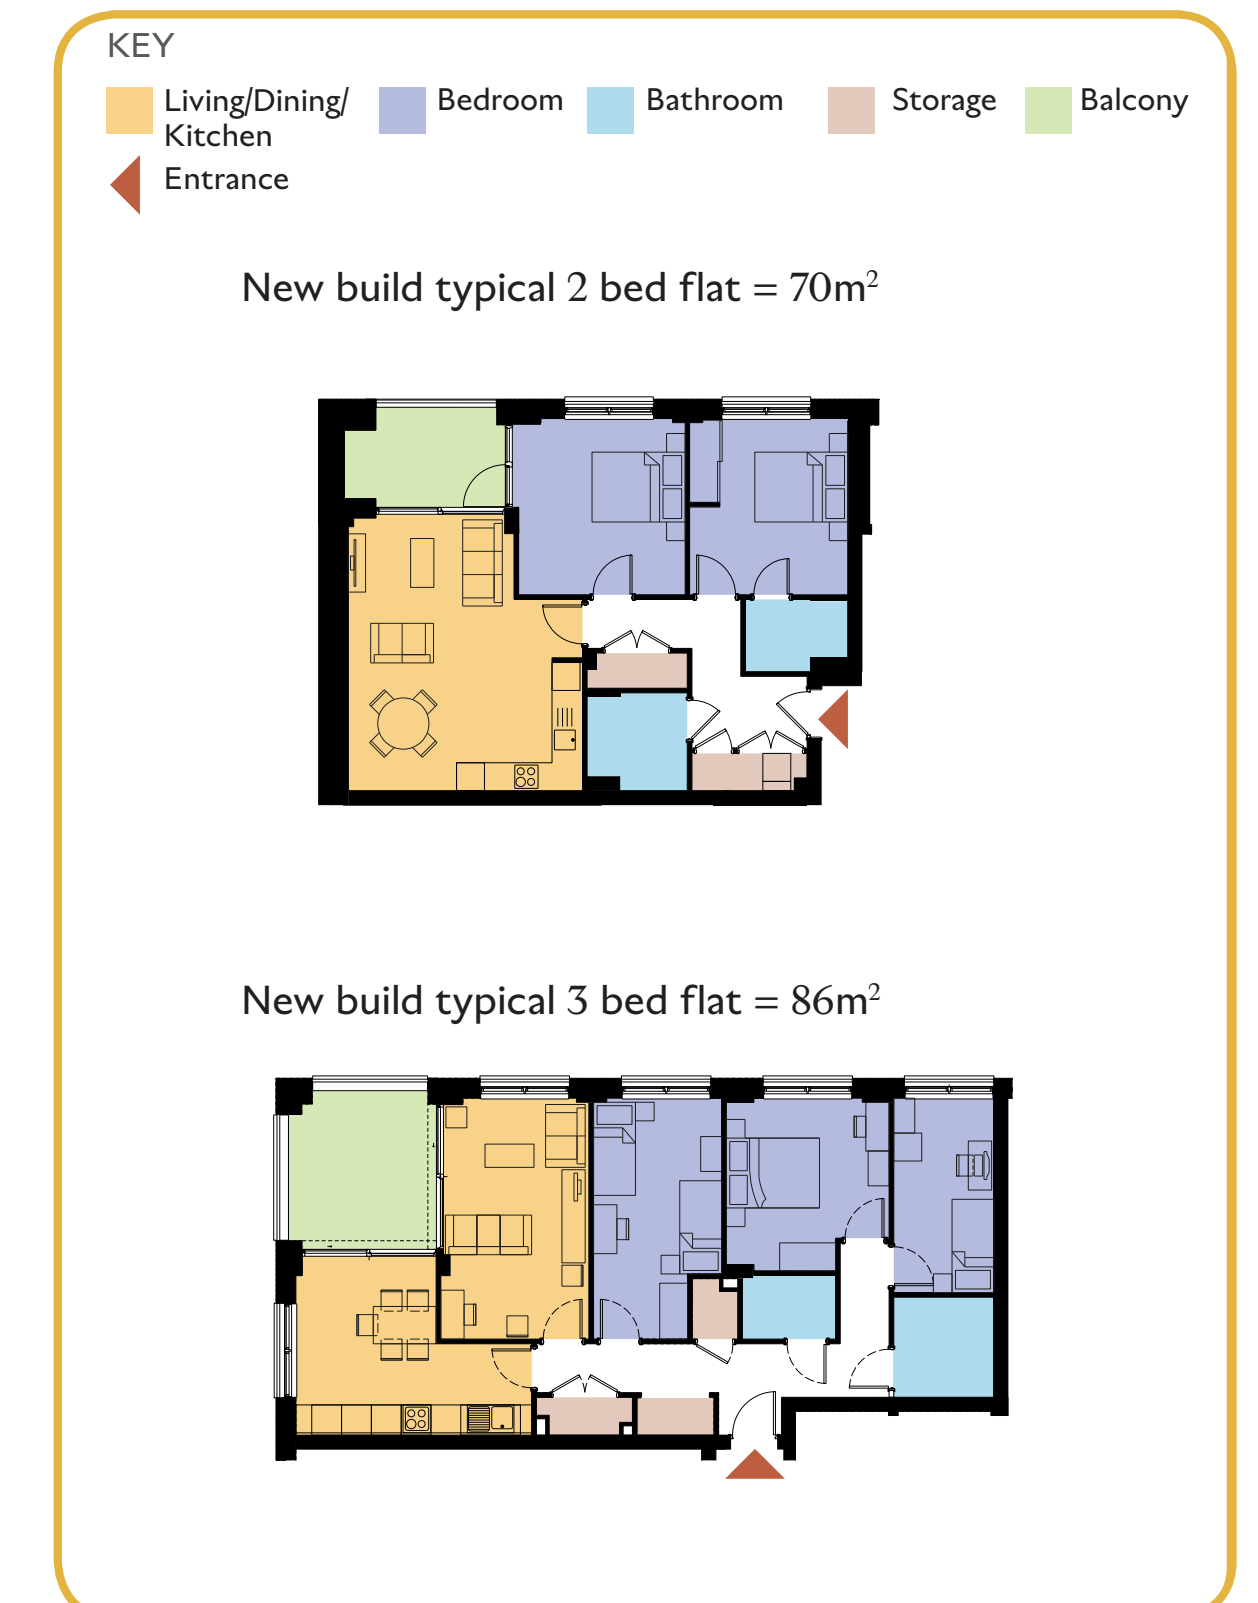 KEY
Living/Dining/
Kitchen
Bedroom
Bathroom
Storage
Balcony
Entrance
New build typical 2 bed flat = 70m²
New build typical 3 bed flat = 86m²